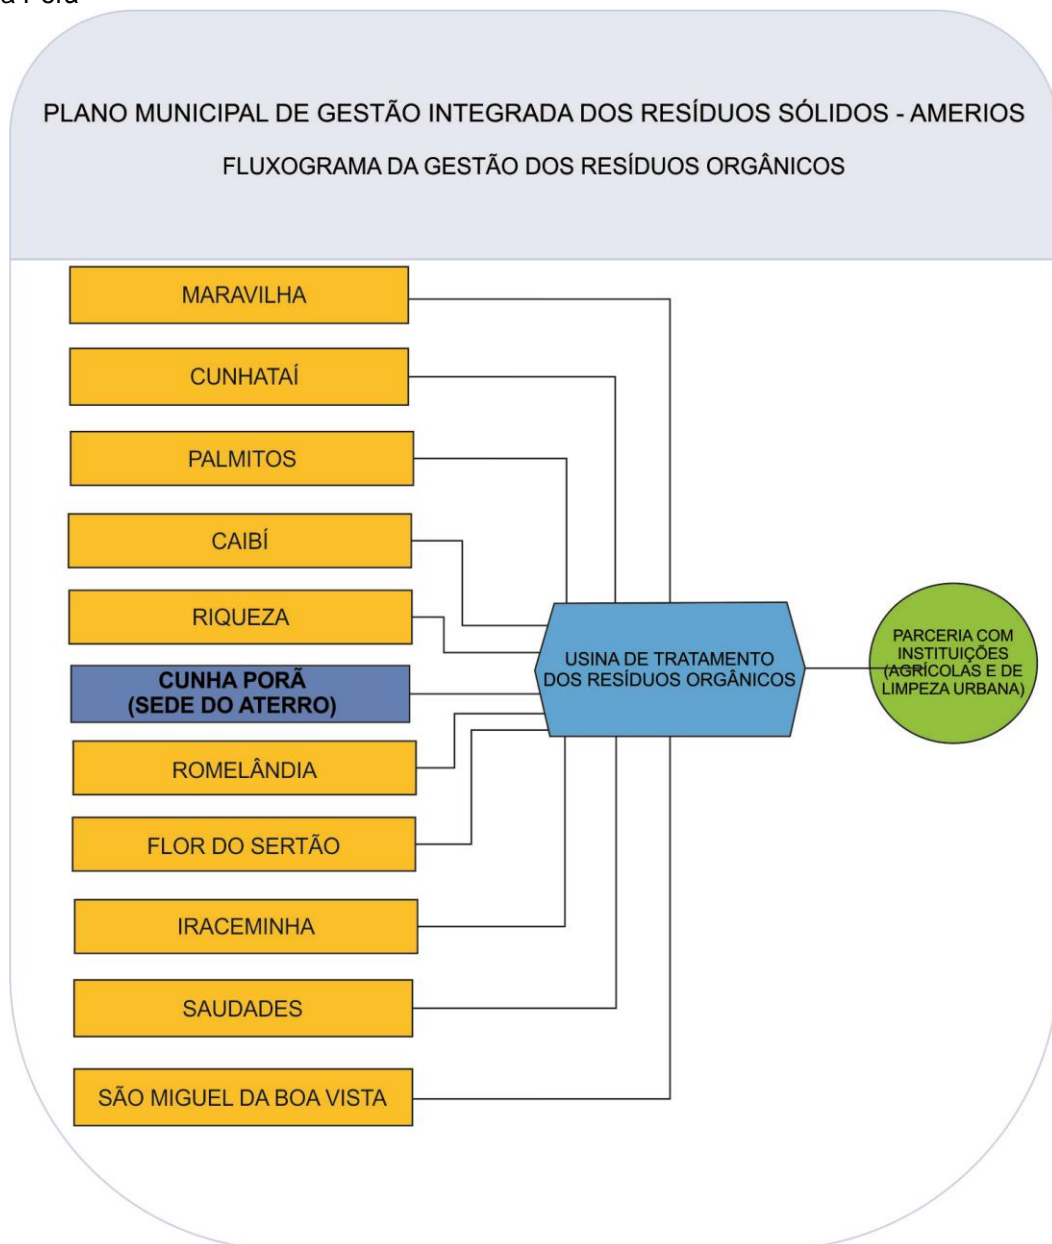 PLANO MUNICIPAL DE GESTÃO INTEGRADA DOS RESÍDUOS SÓLIDOS - AMERIOS
FLUXOGRAMA DA GESTÃO DOS RESÍDUOS ORGÂNICOS
MARAVILHA
CUNHATAÍ
PALMITOS
CAIBÍ
RIQUEZA
CUNHA PORÃ
(SEDE DO ATERRO)
ROMELÂNDIA
FLOR DO SERTÃO
IRACEMINHA
SAUDADES
SÃO MIGUEL DA BOA VISTA
USINA DE TRATAMENTO
DOS RESÍDUOS ORGÂNICOS
PARCERIA COM
INSTITUIÇÕES
(AGRÍCOLAS E DE
LIMPEZA URBANA)